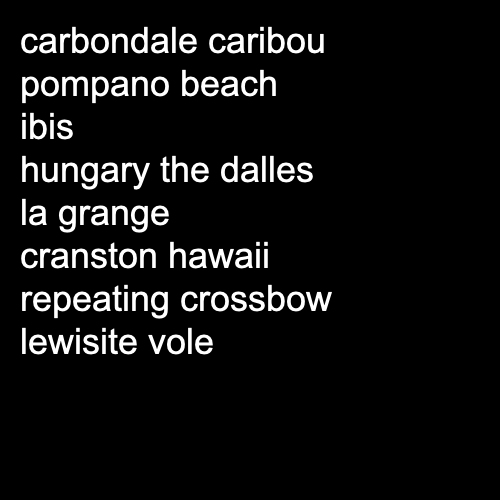 carbondale caribou
pompano beach
ibis
hungary the dalles
la grange
cranston hawaii
repeating crossbow
lewisite vole